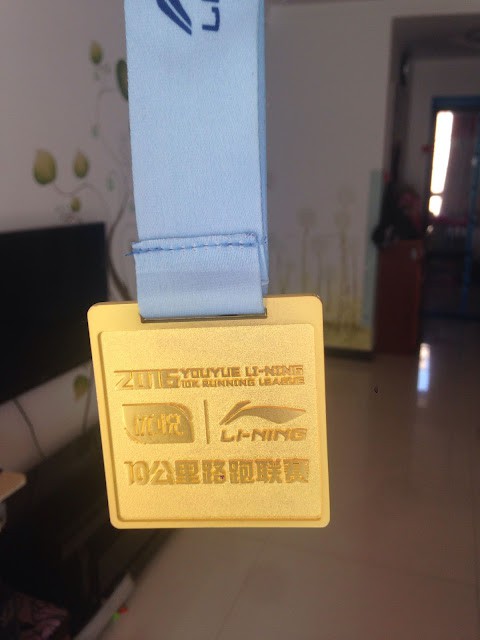 LI-
2016 YOUYUE LI-NING
10K RUNNING LEAGUE
优悦
LI-NING
10公里路跑联赛